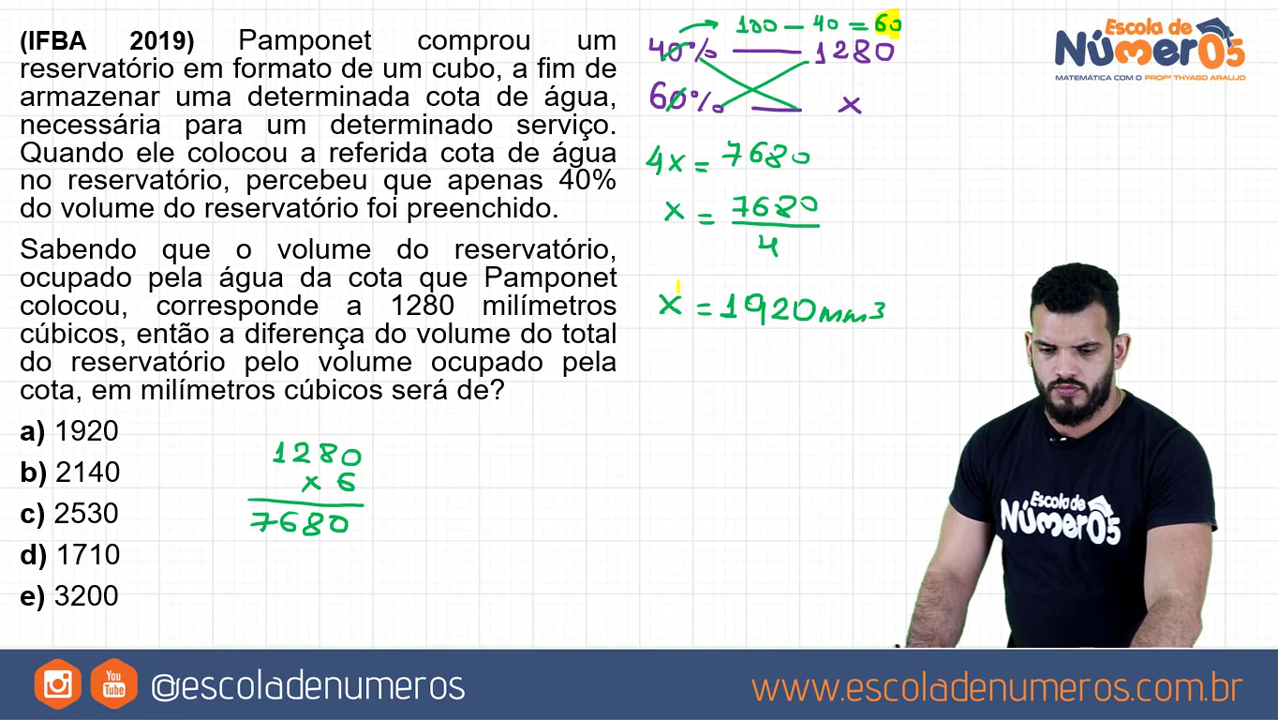 (IFBA 2019) Pamponet comprou um
reservatório em formato de um cubo, a fim de
armazenar uma determinada cota de água,
necessária para um determinado serviço.
Quando ele colocou a referida cota de água
no reservatório, percebeu que apenas 40%
do volume do reservatório foi preenchido.
Sabendo que o volume do reservatório,
ocupado pela água da cota que Pamponet
colocou, corresponde a 1280 milímetros
cúbicos, então a diferença do volume do total
do reservatório pelo volume ocupado pela
cota, em milímetros cúbicos será de?
a) 1920
b) 2140
c) 2530
d) 1710
e) 3200
1280
x 6
7680
100 - 40 = 60
40% 1280
60% x
4x = 7680
x = 7680
4
x = 1920mm³
Escola de
NúmerO5
MATEMÁTICA COM O PROFº THYAGO ARAÚJO
Escola de
NúmerO5
You
Tube
@escoladenumeros
www.escoladenumeros.com.br